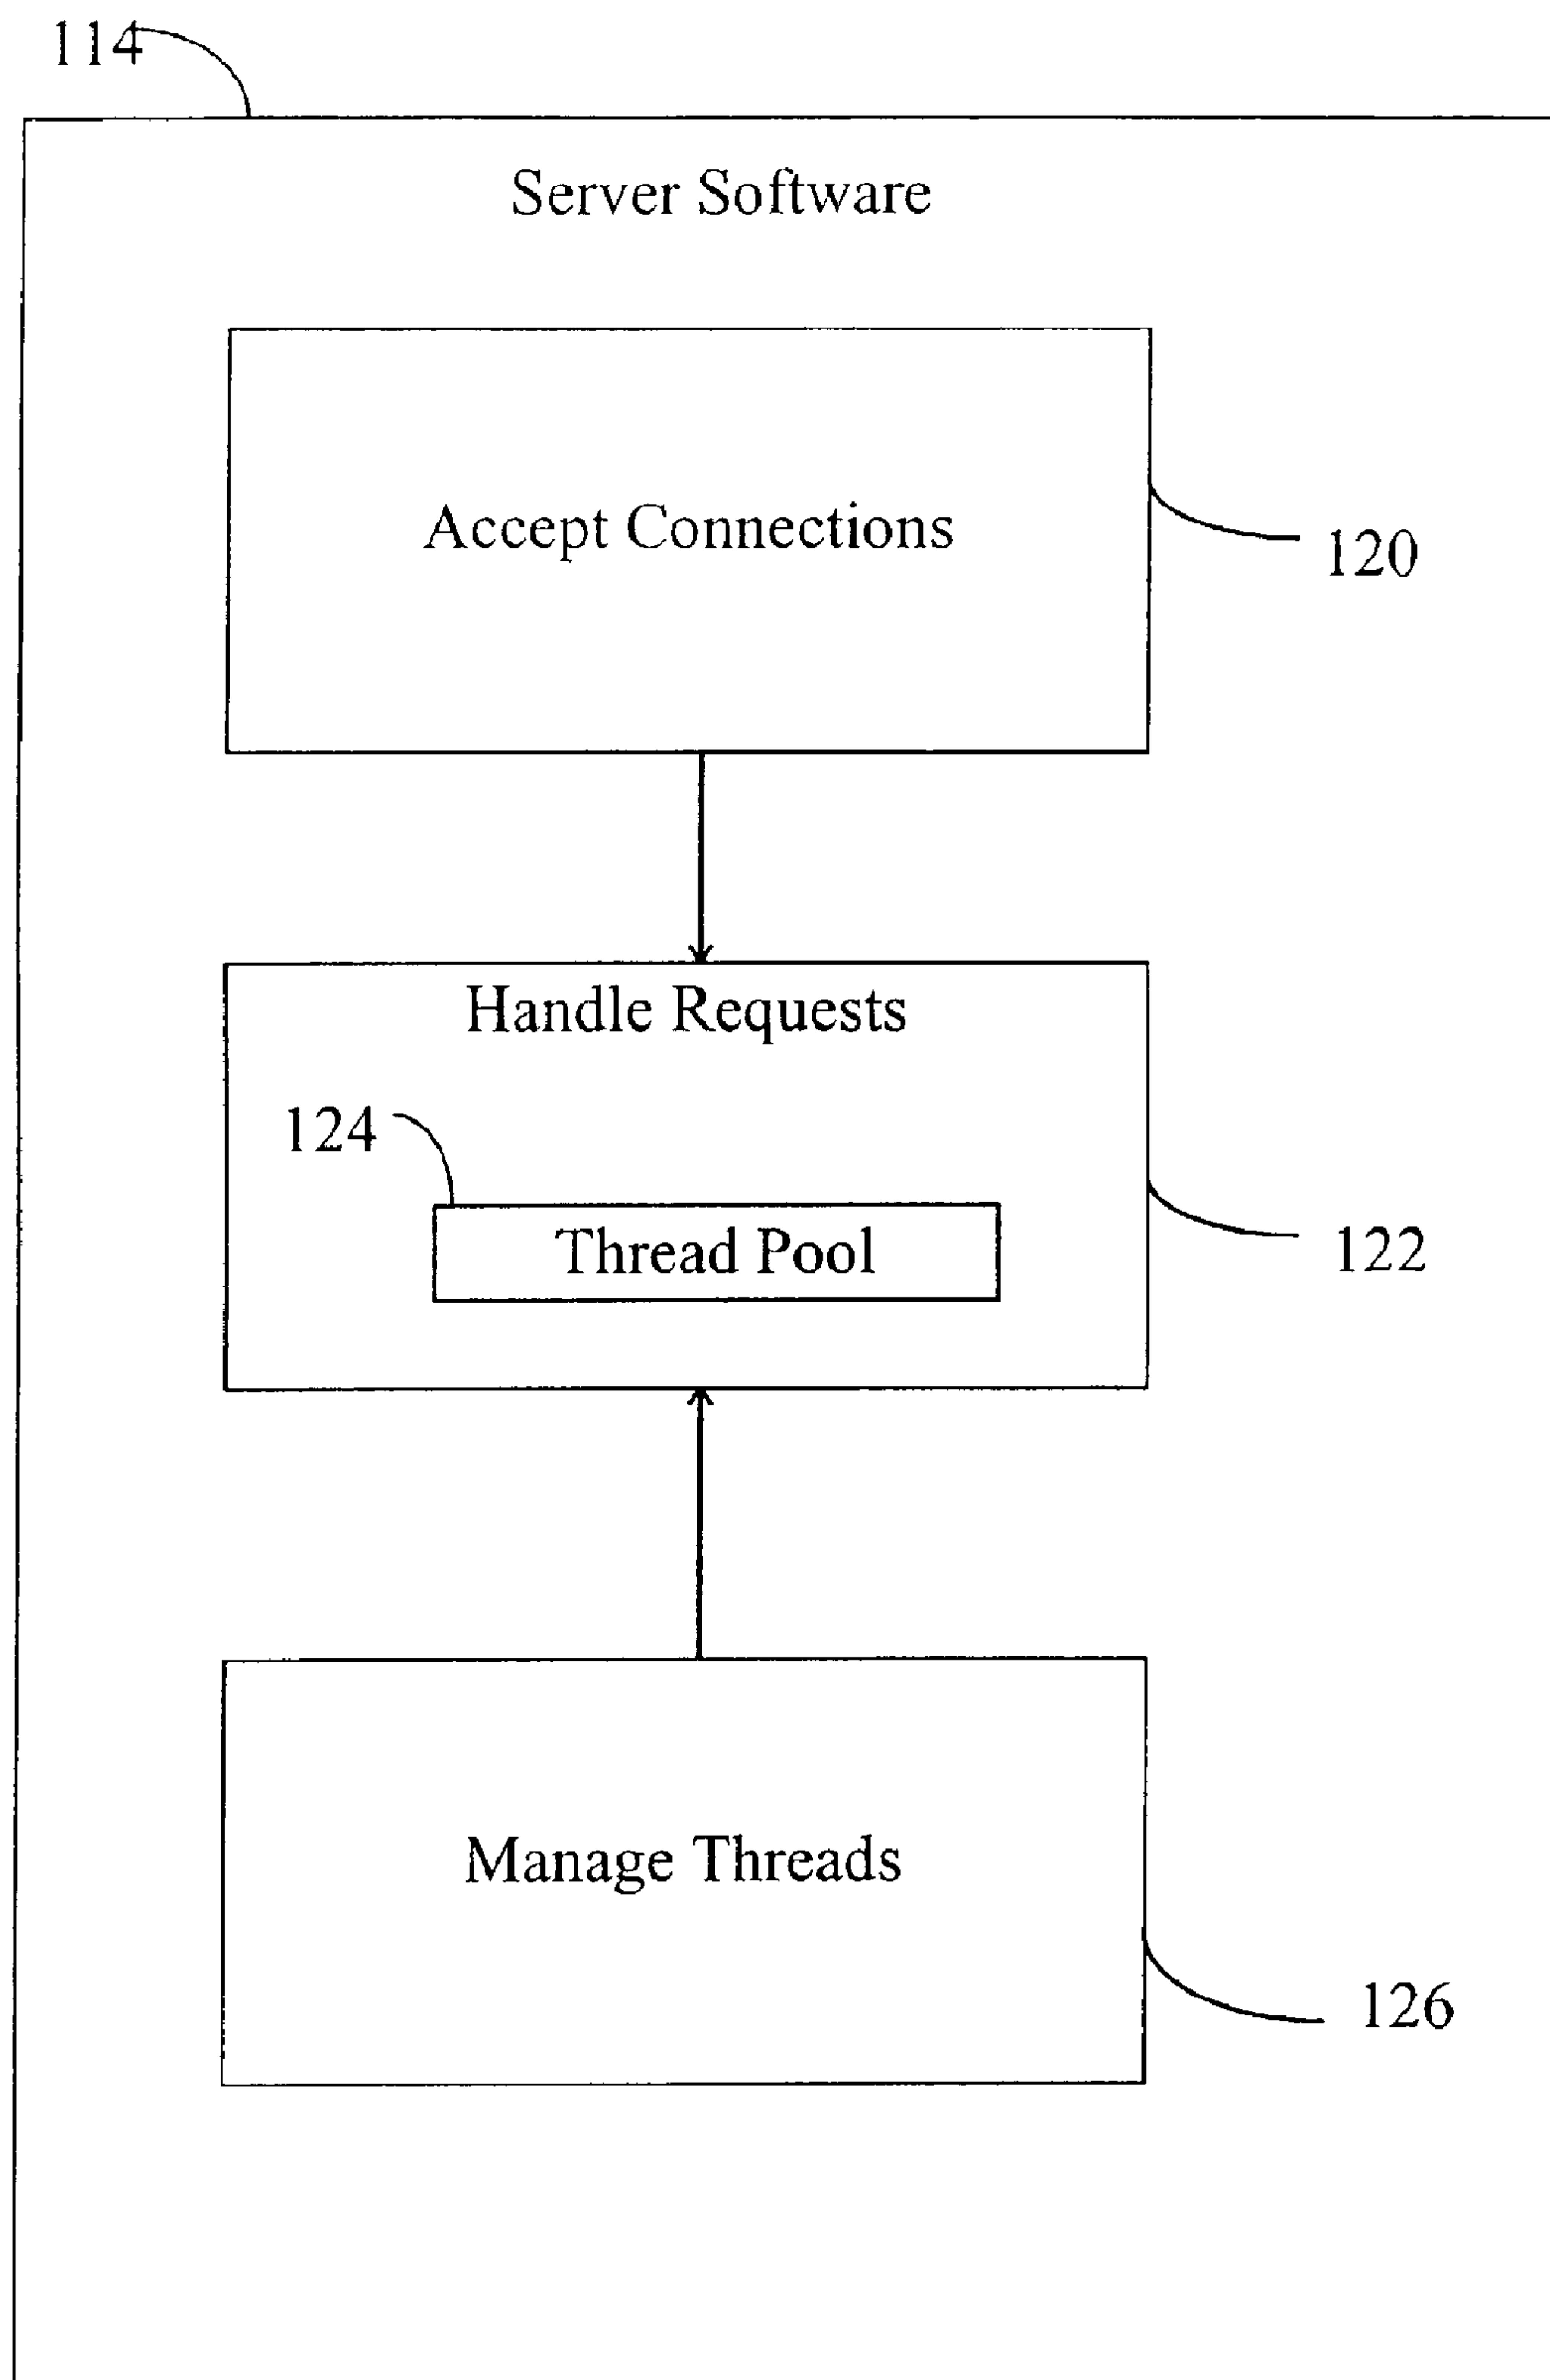 114
Server Software
Accept Connections
120
Handle Requests
124
Thread Pool
122
Manage Threads
126